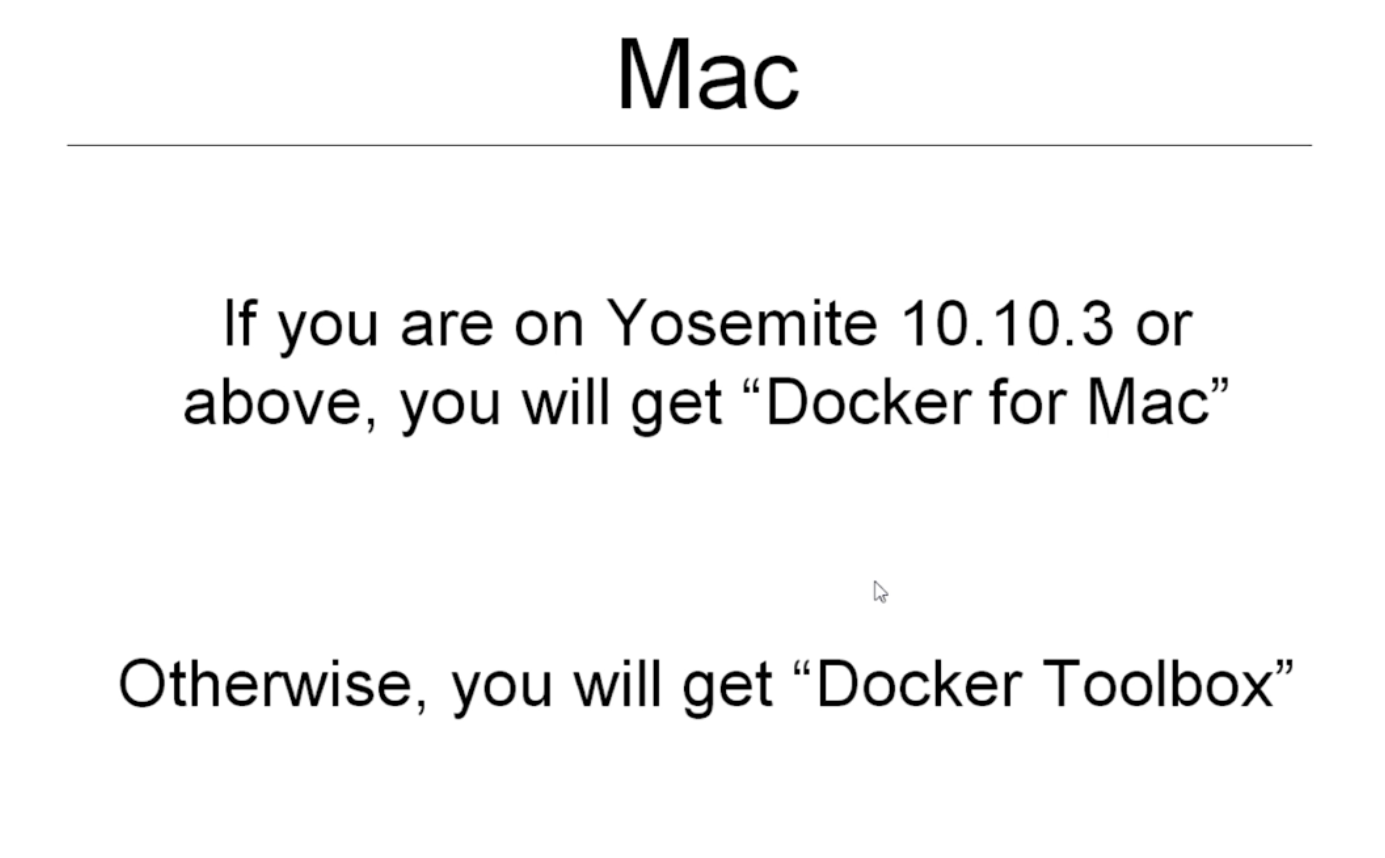 Mac
If you are on Yosemite 10.10.3 or
above, you will get “Docker for Mac”
Otherwise, you will get “Docker Toolbox”